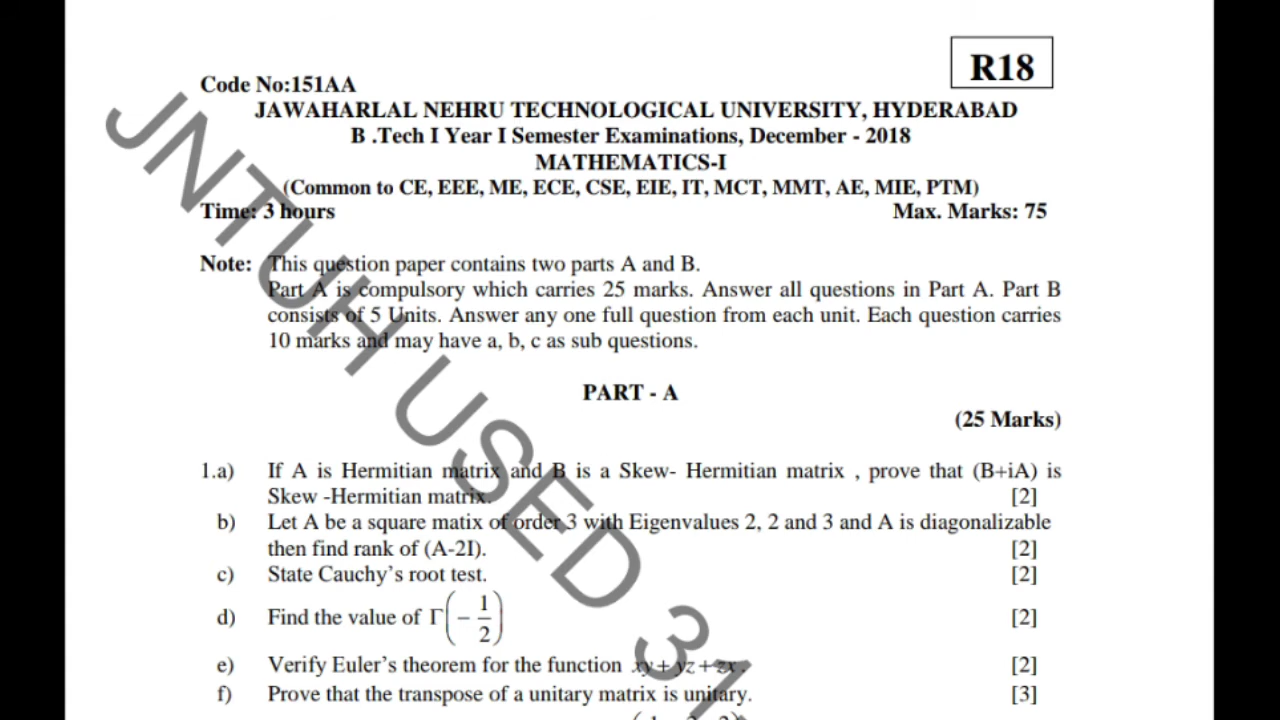 R18
Code No:151AA
JAWAHARLAL NEHRU TECHNOLOGICAL UNIVERSITY, HYDERABAD
B .Tech I Year I Semester Examinations, December - 2018
MATHEMATICS-I
(Common to CE, EEE, ME, ECE, CSE, EIE, IT, MCT, MMT, AE, MIE, PTM)
Time: 3 hours Max. Marks: 75
Note: This question paper contains two parts A and B.
Part A is compulsory which carries 25 marks. Answer all questions in Part A. Part B
consists of 5 Units. Answer any one full question from each unit. Each question carries
10 marks and may have a, b, c as sub questions.
PART - A
(25 Marks)
1.a) If A is Hermitian matrix and B is a Skew- Hermitian matrix , prove that (B+iA) is
Skew -Hermitian matrix. [2]
b) Let A be a square matix of order 3 with Eigenvalues 2, 2 and 3 and A is diagonalizable
then find rank of (A-2I). [2]
c) State Cauchy's root test. [2]
d) Find the value of Γ(-1/2) [2]
e) Verify Euler's theorem for the function xy+yz+zx. [2]
f) Prove that the transpose of a unitary matrix is unitary. [3]
JNTUH USED 31